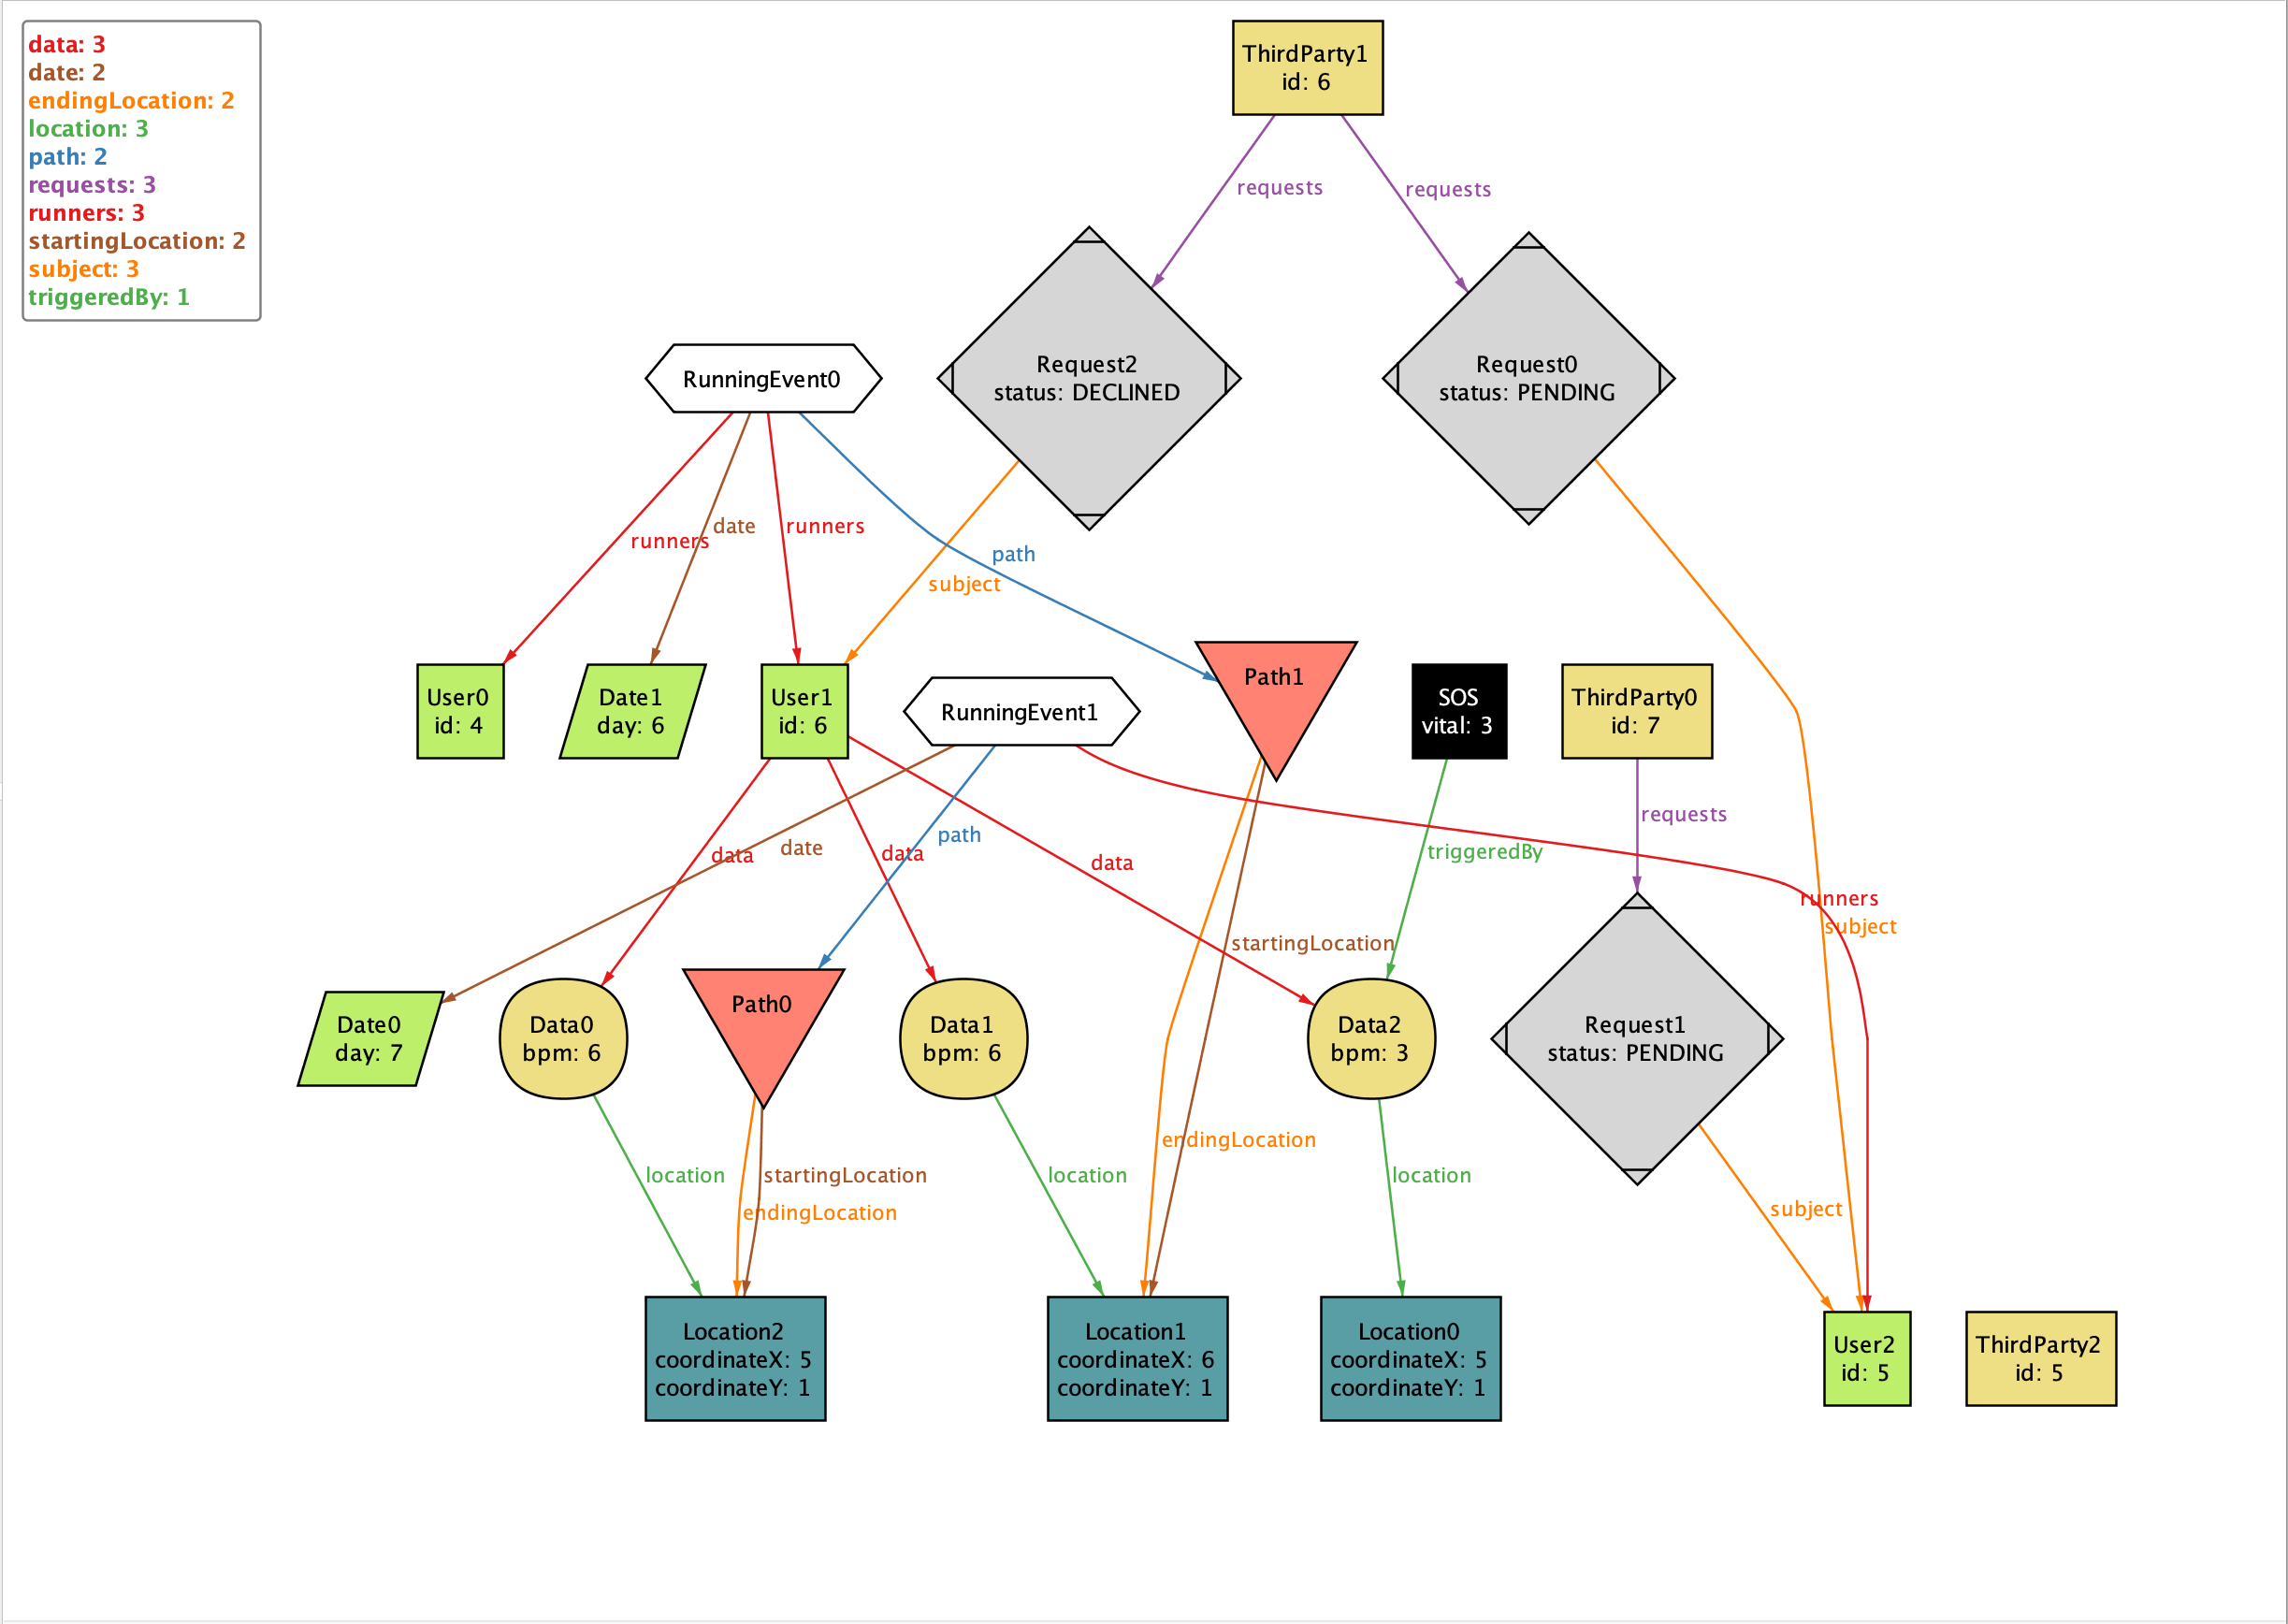 data: 3
date: 2
endingLocation: 2
location: 3
path: 2
requests: 3
runners: 3
startingLocation: 2
subject: 3
triggeredBy: 1
ThirdParty1
id: 6
requests
requests
RunningEvent0
Request2
status: DECLINED
Request0
status: PENDING
runners
date
runners
path
subject
User0
id: 4
Date1
day: 6
User1
id: 6
RunningEvent1
Path1
SOS
vital: 3
ThirdParty0
id: 7
data
date
data
path
data
triggeredBy
requests
runners
subject
startingLocation
Date0
day: 7
Data0
bpm: 6
Path0
Data1
bpm: 6
Data2
bpm: 3
Request1
status: PENDING
location
startingLocation
endingLocation
location
endingLocation
location
subject
Location2
coordinateX: 5
coordinateY: 1
Location1
coordinateX: 6
coordinateY: 1
Location0
coordinateX: 5
coordinateY: 1
User2
id: 5
ThirdParty2
id: 5